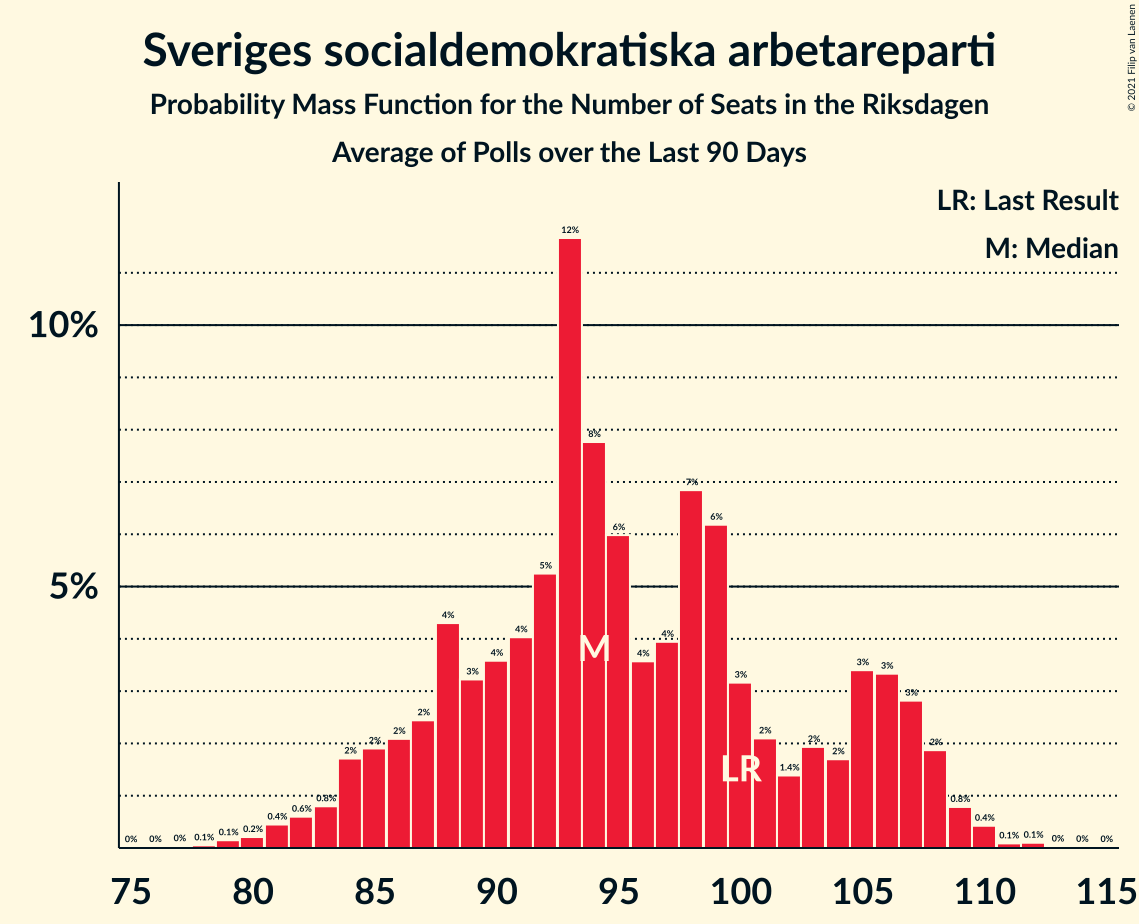 Sveriges socialdemokratiska arbetareparti
Probability Mass Function for the Number of Seats in the Riksdagen
Average of Polls over the Last 90 Days
© 2021 Filip van Laenen
LR: Last Result
M: Median
10%
5%
0% 0% 0% 0.1% 0.1% 0.2% 0.4% 0.6% 0.8% 2% 2% 2% 2% 4% 3% 4% 4% 5% 12% 8% 6% 4% 4% 7% 6% 3% 2% 1.4% 2% 2% 3% 3% 3% 2% 0.8% 0.4% 0.1% 0.1% 0% 0% 0%
M
LR
75 80 85 90 95 100 105 110 115